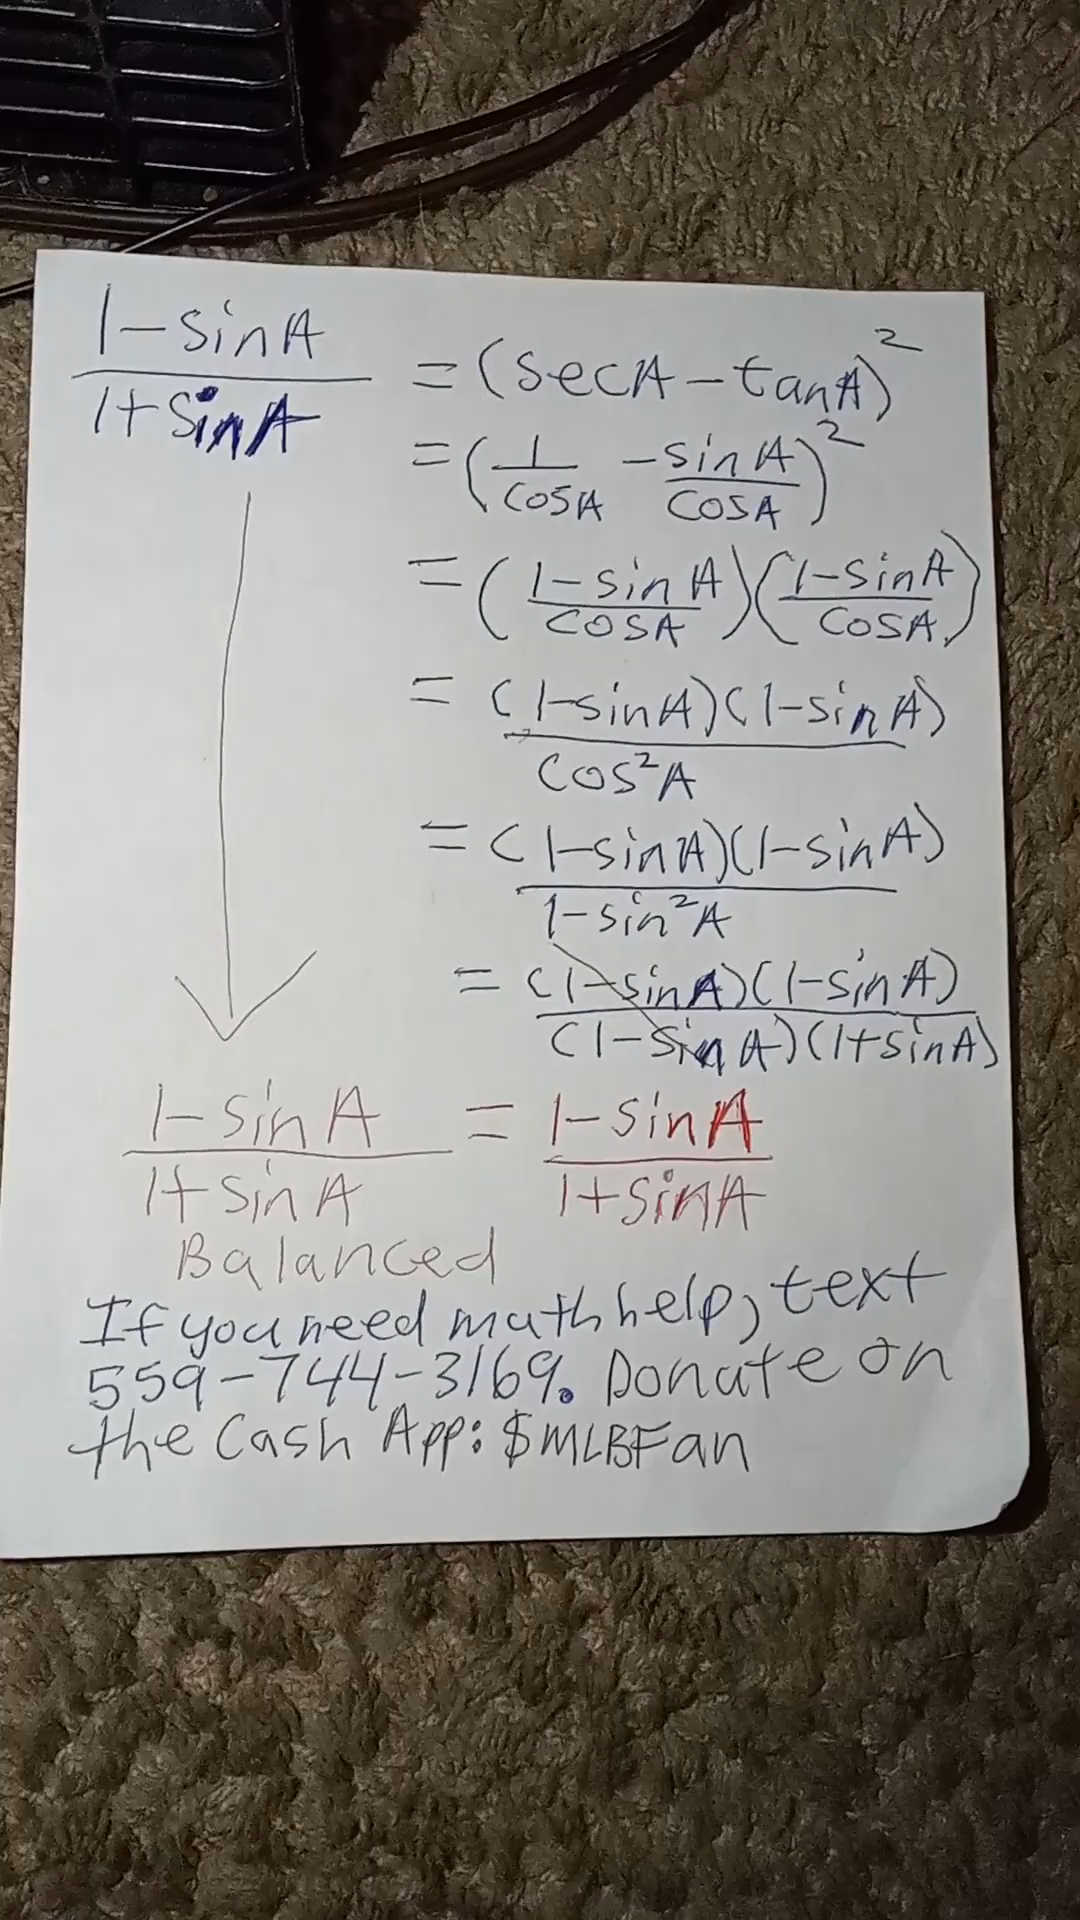 1-sinA
1+sinA
=(secA-tanA)²
=(1/cosA -sinA/cosA)²
=(1-sinA/cosA)(1-sinA/cosA)
=(1-sinA)(1-sinA)
cos²A
=(1-sinA)(1-sinA)
1-sin²A
=(1-sinA)(1-sinA)
(1-sinA)(1+sinA)
1-sinA = 1-sinA
1+sinA 1+sinA
Balanced
If you need math help, text
559-744-3169. Donate on
the Cash App: $MLBFan